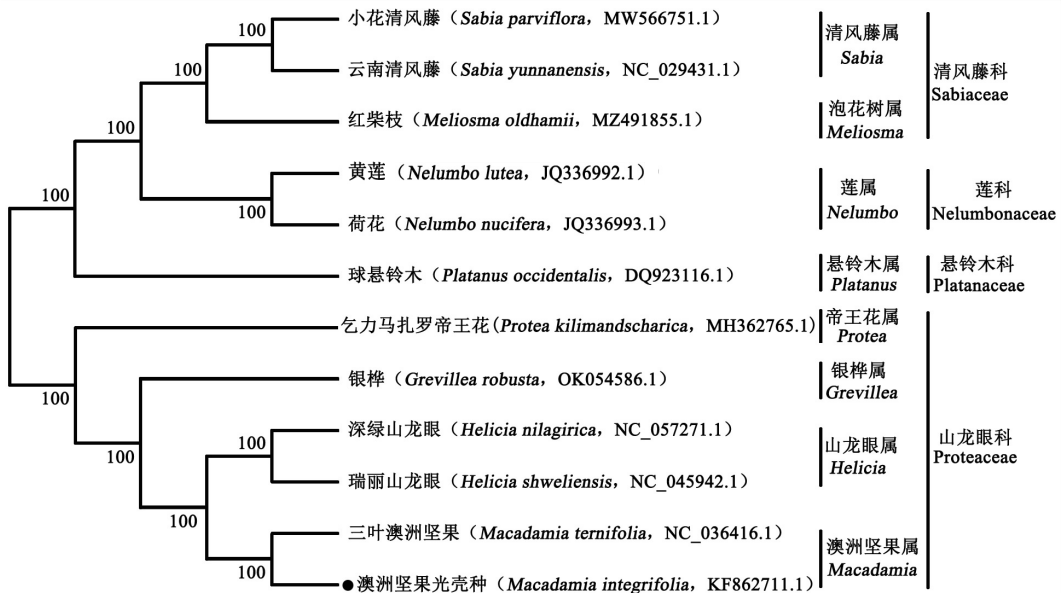 小花清风藤（Sabia parviflora，MW566751.1）
云南清风藤（Sabia yunnanensis，NC_029431.1）
清风藤属
Sabia
红柴枝（Meliosma oldhamii，MZ491855.1）
泡花树属
Meliosma
清风藤科
Sabiaceae
黄莲（Nelumbo lutea，JQ336992.1）
荷花（Nelumbo nucifera，JQ336993.1）
莲属
Nelumbo
莲科
Nelumbonaceae
球悬铃木（Platanus occidentalis，DQ923116.1）
悬铃木属
Platanus
悬铃木科
Platanaceae
乞力马扎罗帝王花(Protea kilimandscharica，MH362765.1)
帝王花属
Protea
银桦（Grevillea robusta，OK054586.1）
银桦属
Grevillea
深绿山龙眼（Helicia nilagirica，NC_057271.1）
瑞丽山龙眼（Helicia shweliensis，NC_045942.1）
山龙眼属
Helicia
三叶澳洲坚果（Macadamia ternifolia，NC_036416.1）
●澳洲坚果光壳种（Macadamia integrifolia，KF862711.1）
澳洲坚果属
Macadamia
山龙眼科
Proteaceae
100
100
100
100
100
100
100
100
100
100